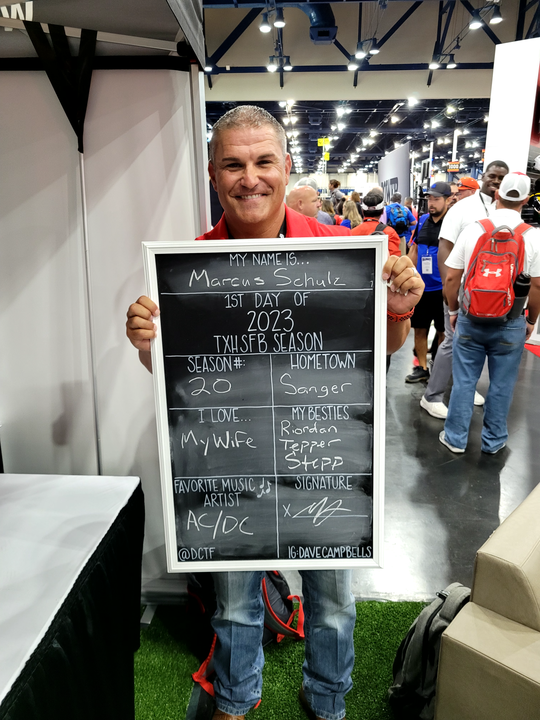 MY NAME IS...
Marcus Schulz
1ST DAY OF
2023
TXHSFB SEASON
SEASON#:
20
HOMETOWN
Sanger
I LOVE...
My Wife
MY BESTIES
Riordan
Tepper
Stepp
FAVORITE MUSIC
ARTIST
AC/DC
SIGNATURE
X
@DCTF
IG:DAVECAMPBELLS